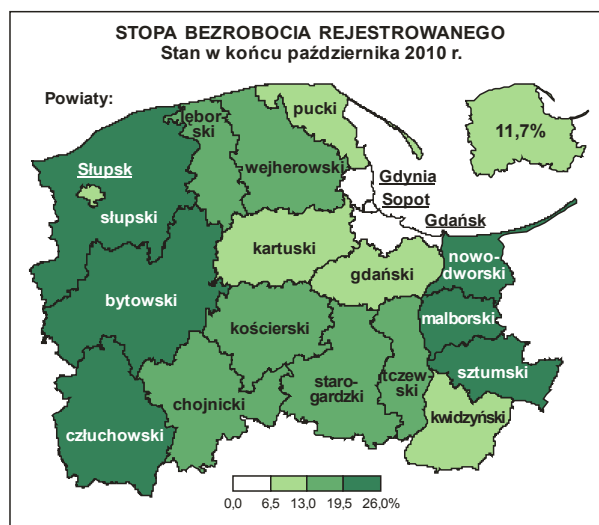 STOPA BEZROBOCIA REJESTROWANEGO
Stan w końcu października 2010 r.
Powiaty:
11,7%
pucki
lębor-
ski
wejherowski
Gdynia
Sopot
Gdańsk
Słupsk
słupski
kartuski
gdański
nowo-
dworski
bytowski
kościerski
malborski
staro-
gardzki
tczew-
ski
sztumski
chojnicki
człuchowski
kwidzyński
0,0 6,5 13,0 19,5 26,0%